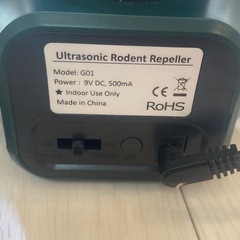 Ultrasonic Rodent Repeller
Model: G01
Power : 9V DC, 500mA
★ Indoor Use Only
Made in China
CE
RoHS